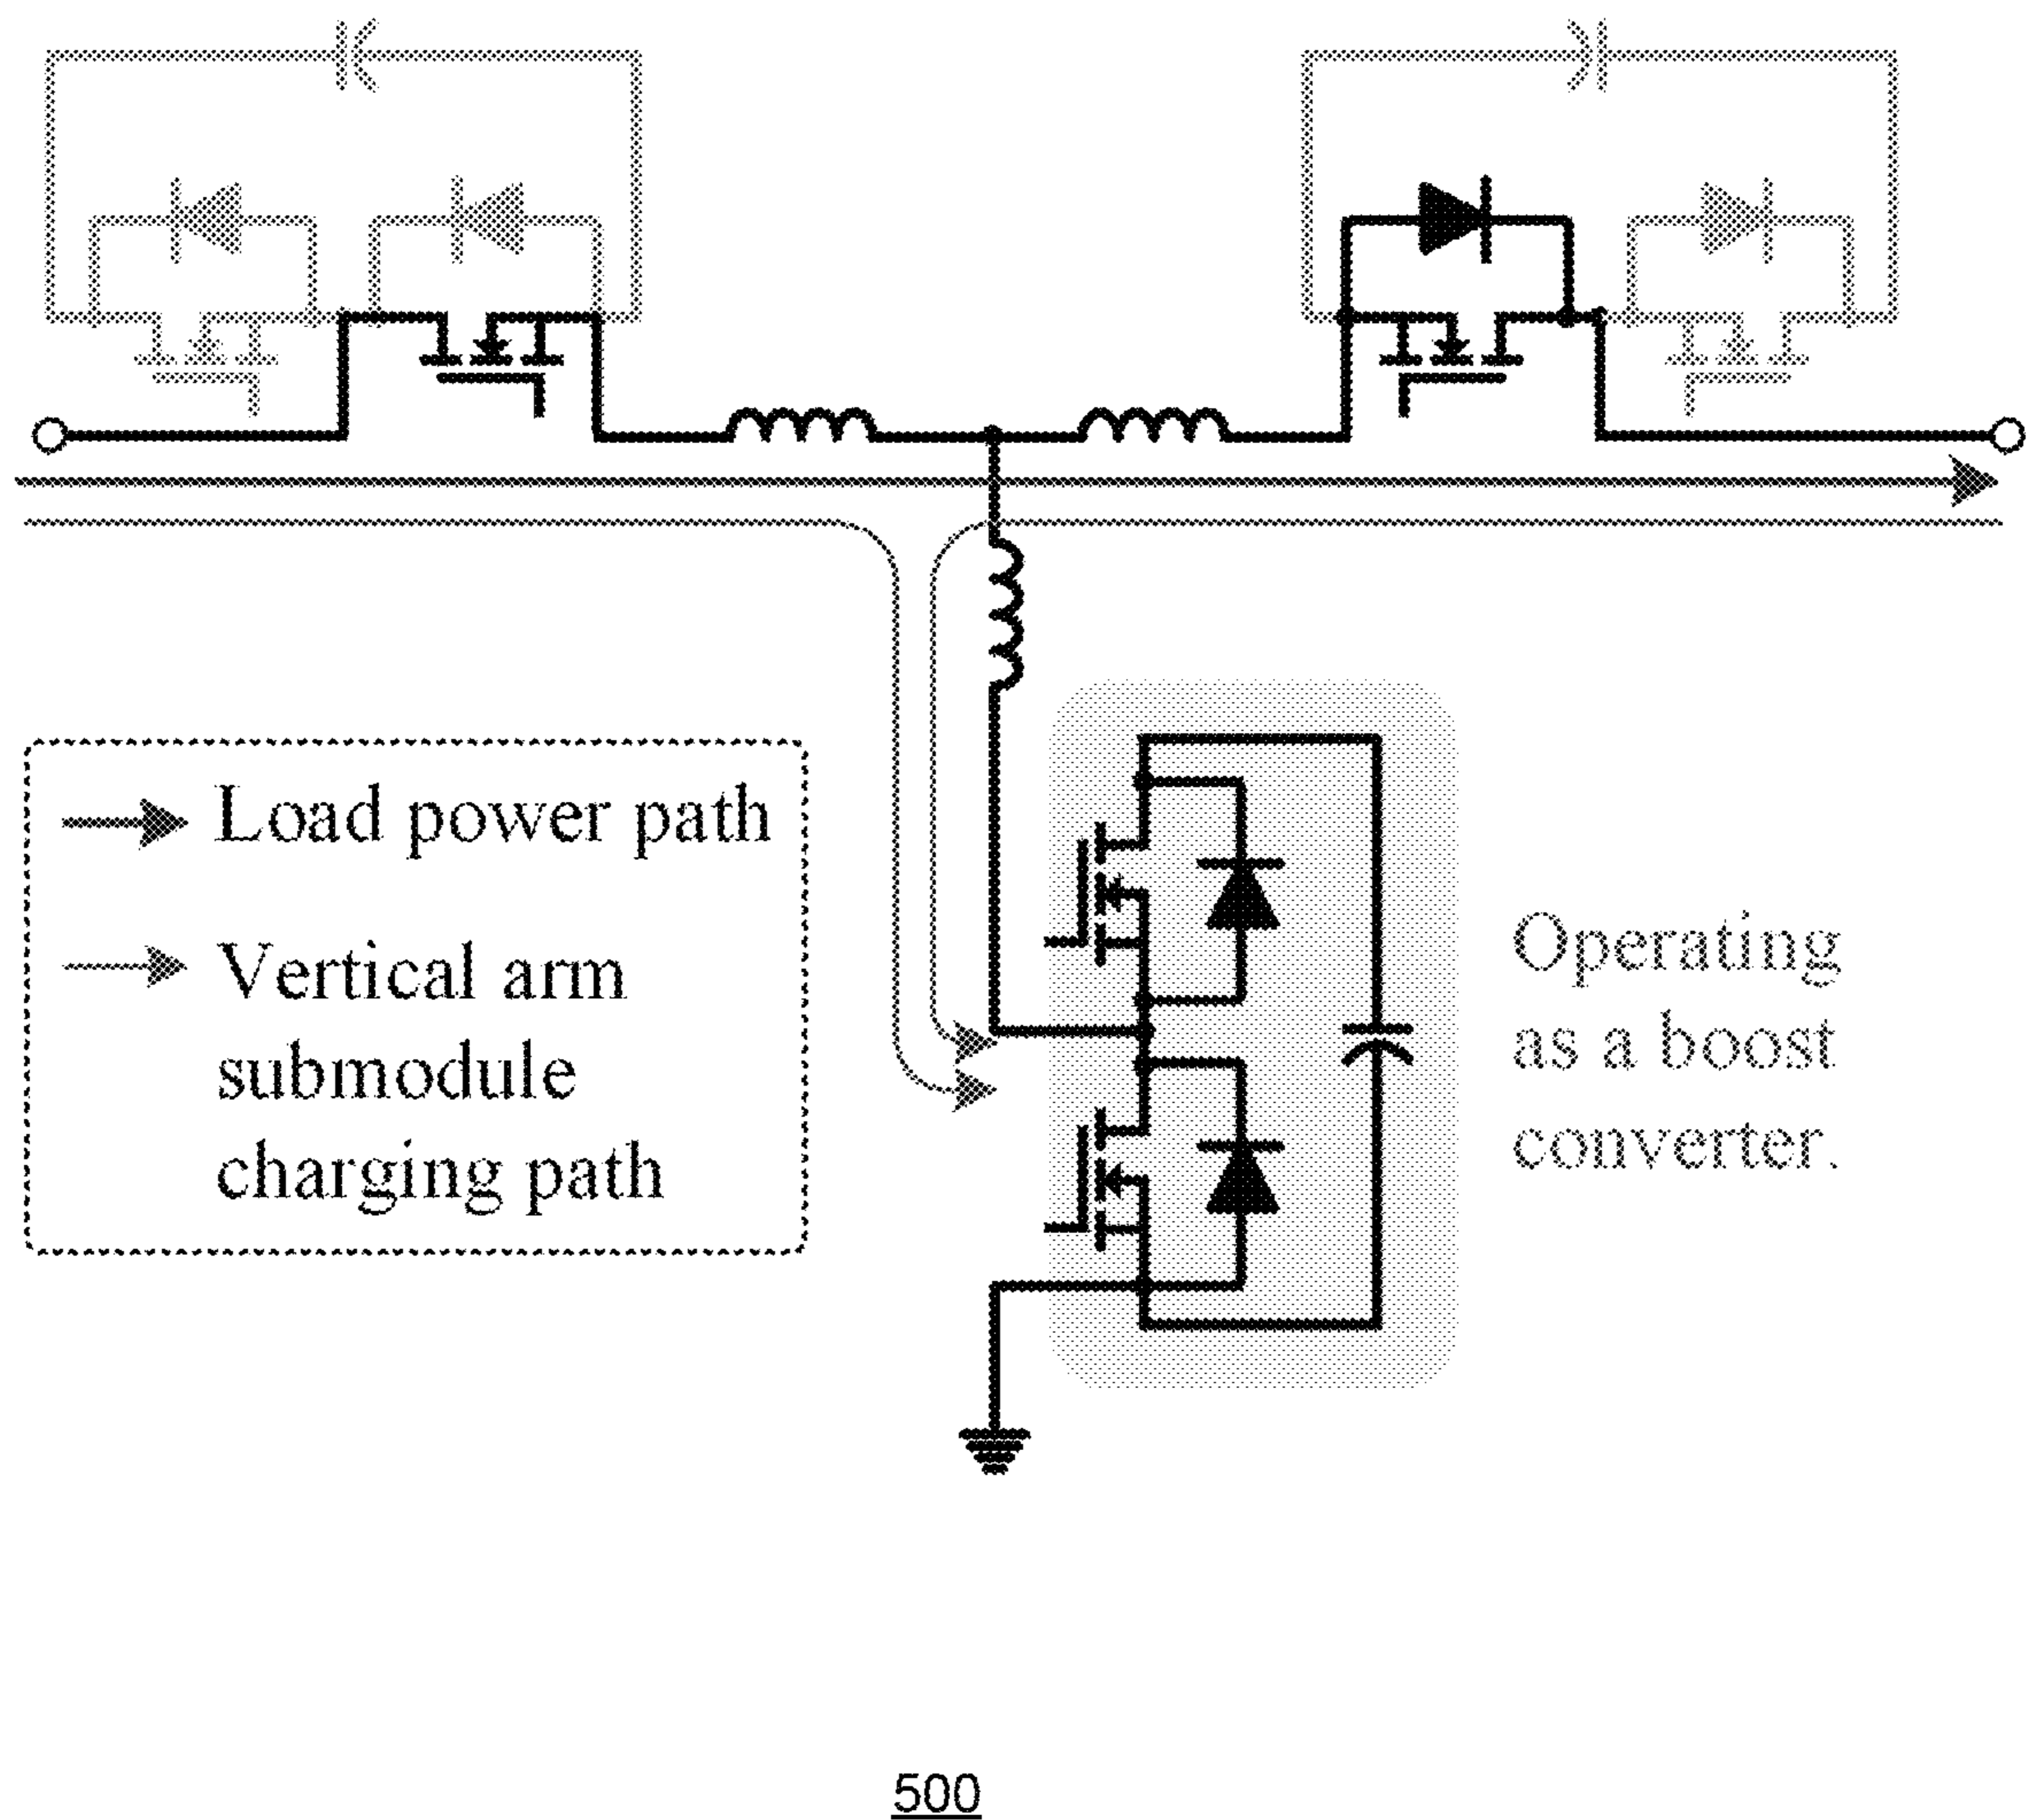 Load power path
Vertical arm
submodule
charging path
Operating
as a boost
converter.
500